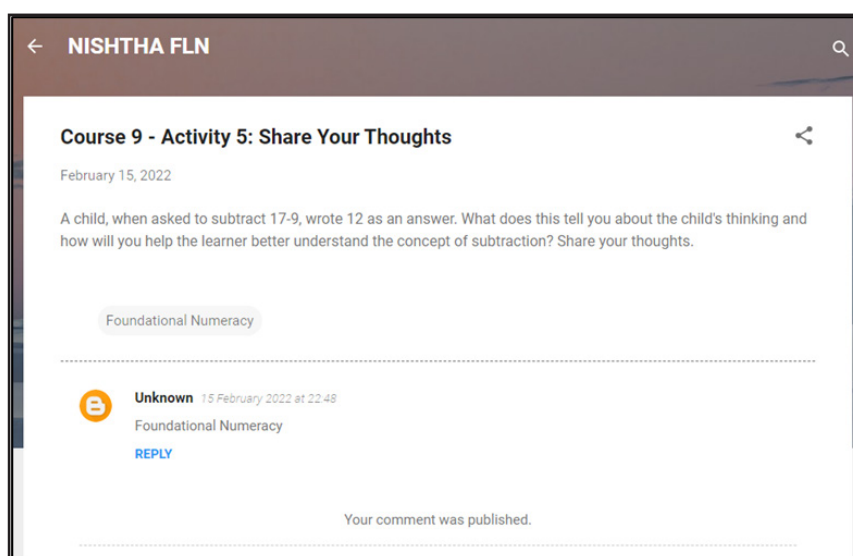 NISHTHA FLN
Course 9 - Activity 5: Share Your Thoughts
February 15, 2022
A child, when asked to subtract 17-9, wrote 12 as an answer. What does this tell you about the child's thinking and
how will you help the learner better understand the concept of subtraction? Share your thoughts.
Foundational Numeracy
Unknown 15 February 2022 at 22:48
Foundational Numeracy
REPLY
Your comment was published.